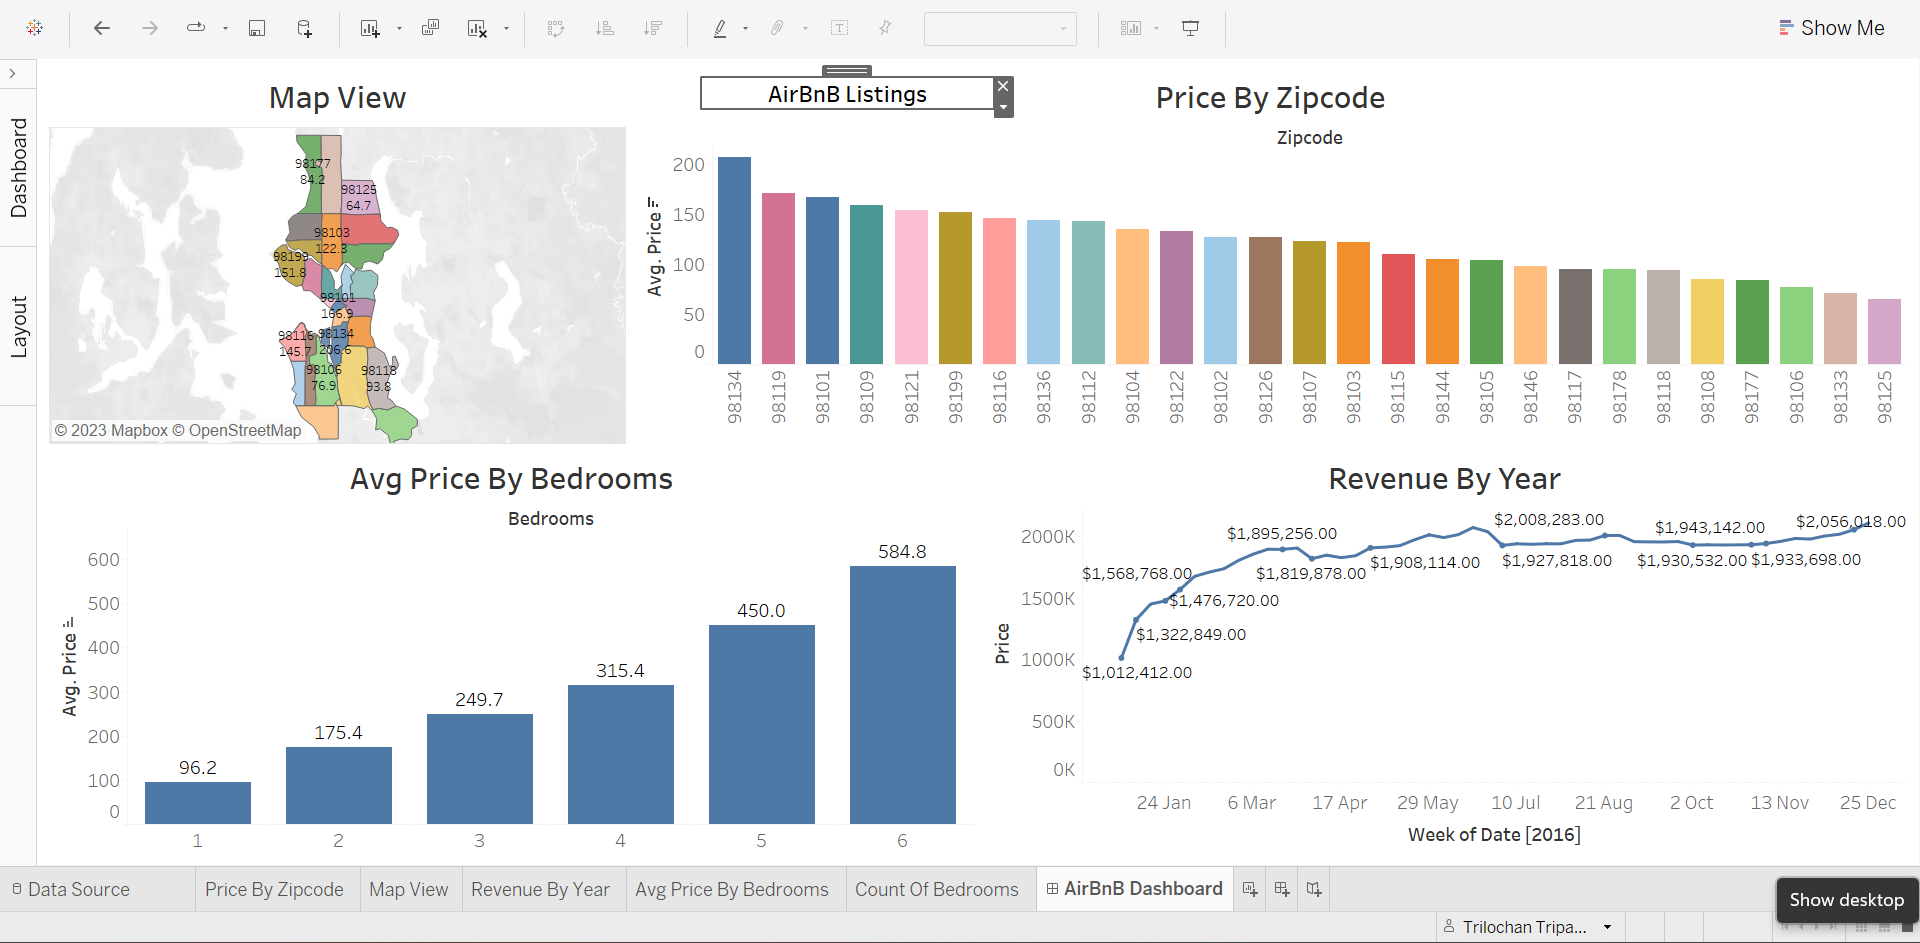 Show Me
Dashboard
Layout
Map View
98177
84.2
98125
64.7
98103
122.3
98199
151.8
98101
166.9
98116
145.7
98134
206.6
98106
76.9
98118
93.8
© 2023 Mapbox © OpenStreetMap
AirBnB Listings
Price By Zipcode
Zipcode
Avg. Price
200
150
100
50
0
98134
98119
98101
98109
98121
98199
98116
98136
98112
98104
98122
98102
98126
98107
98103
98115
98144
98105
98146
98117
98178
98118
98108
98177
98106
98133
98125
Avg Price By Bedrooms
Bedrooms
Avg. Price
600
500
400
300
200
100
0
96.2
175.4
249.7
315.4
450.0
584.8
1
2
3
4
5
6
Revenue By Year
Price
2000K
1500K
1000K
500K
0K
$1,012,412.00
$1,322,849.00
$1,476,720.00
$1,568,768.00
$1,895,256.00
$1,819,878.00
$1,908,114.00
$2,008,283.00
$1,927,818.00
$1,943,142.00
$1,930,532.00
$1,933,698.00
$2,056,018.00
24 Jan
6 Mar
17 Apr
29 May
10 Jul
21 Aug
2 Oct
13 Nov
25 Dec
Week of Date [2016]
Data Source
Price By Zipcode
Map View
Revenue By Year
Avg Price By Bedrooms
Count Of Bedrooms
AirBnB Dashboard
Show desktop
Trilochan Tripa...